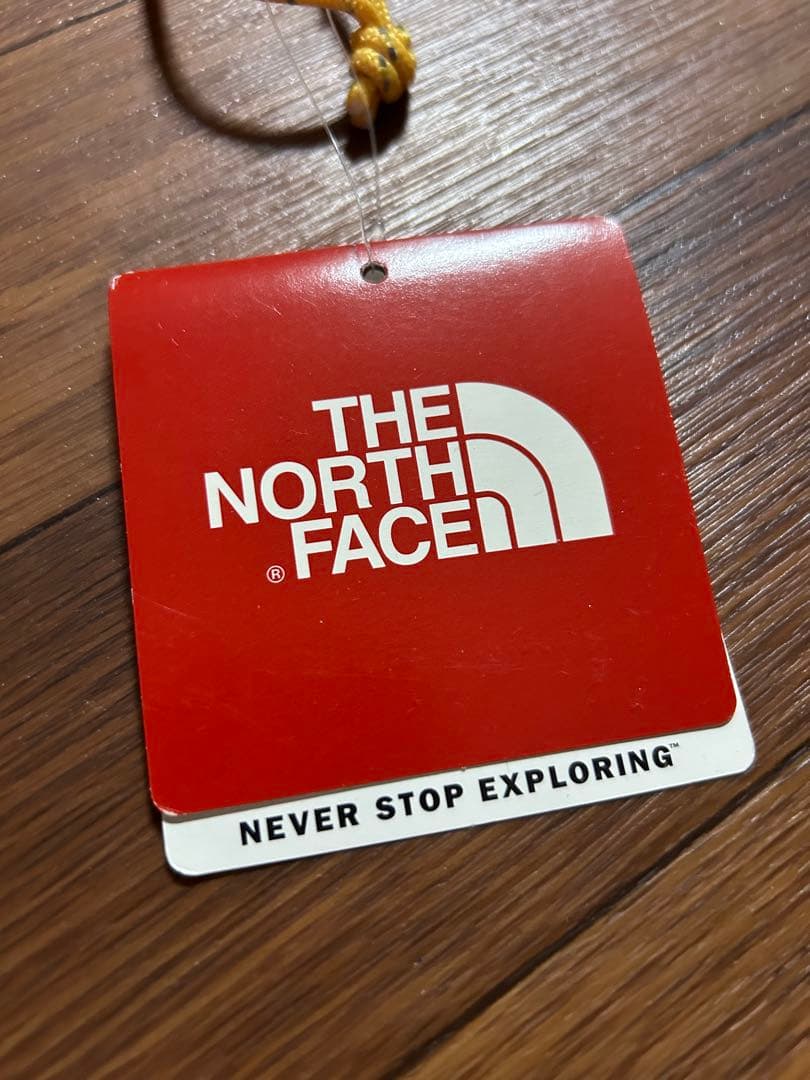 THE
NORTH
FACE
®
NEVER STOP EXPLORING™